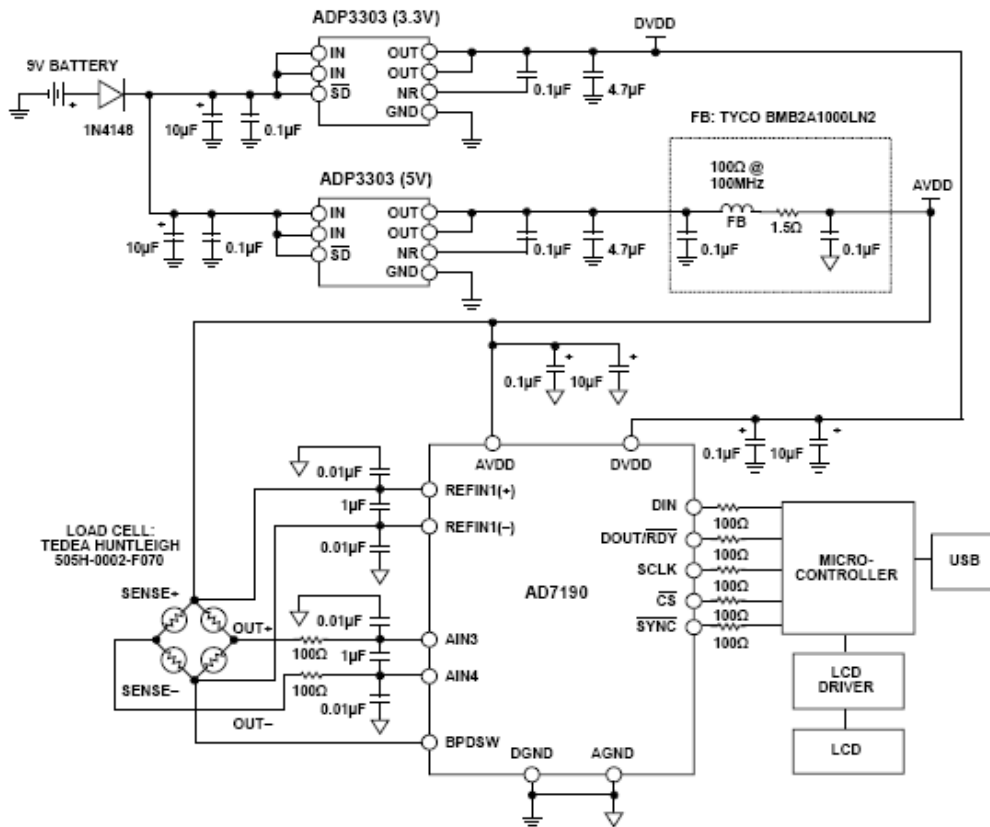 ADP3303 (3.3V)
DVDD
9V BATTERY
IN
IN
SD
OUT
OUT
NR
GND
+
1N4148
+
10µF
0.1µF
0.1µF
4.7µF
FB: TYCO BMB2A1000LN2
ADP3303 (5V)
100Ω @
100MHz
AVDD
IN
IN
SD
OUT
OUT
NR
GND
FB
1.5Ω
+
10µF
0.1µF
0.1µF
4.7µF
0.1µF
0.1µF
+
+
0.1µF
10µF
+
+
0.1µF
10µF
AVDD
DVDD
0.01µF
REFIN1(+)
1µF
REFIN1(–)
0.01µF
LOAD CELL:
TEDEA HUNTLEIGH
505H-0002-F070
SENSE+
OUT+
SENSE–
OUT–
0.01µF
100Ω
AIN3
1µF
100Ω
AIN4
0.01µF
BPDSW
AD7190
DIN
100Ω
DOUT/RDY
100Ω
SCLK
100Ω
CS
100Ω
SYNC
100Ω
DGND
AGND
MICRO-
CONTROLLER
USB
LCD
DRIVER
LCD